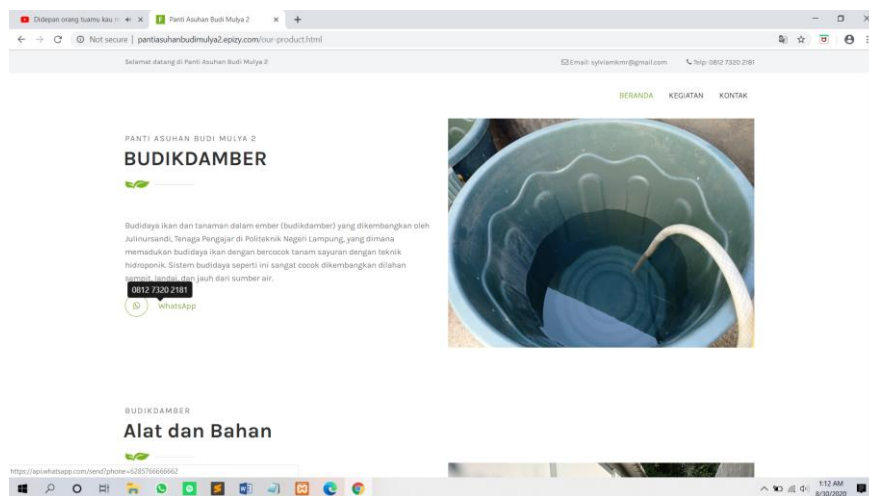 Didepan orang tuamu kau m
Panti Asuhan Budi Mulya 2
Not secure | pantiasuhanbudimulya2.epizy.com/our-product.html
Selamat datang di Panti Asuhan Budi Mulya 2
Email: sylviamkmr@gmail.com
Telp: 0812 7320 2181
BERANDA KEGIATAN KONTAK
PANTI ASUHAN BUDI MULYA 2
BUDIKDAMBER
Budidaya ikan dan tanaman dalam ember (budikdamber) yang dikembangkan oleh
Julinursandi, Tenaga Pengajar di Politeknik Negeri Lampung, yang dimana
memadukan budidaya ikan dengan bercocok tanam sayuran dengan teknik
hidroponik. Sistem budidaya seperti ini sangat cocok dikembangkan dilahan
sempit, landai, dan jauh dari sumber air.
0812 7320 2181
WhatsApp
BUDIKDAMBER
Alat dan Bahan
https://api.whatsapp.com/send?phone=6285766666662
1:12 AM
8/30/2020